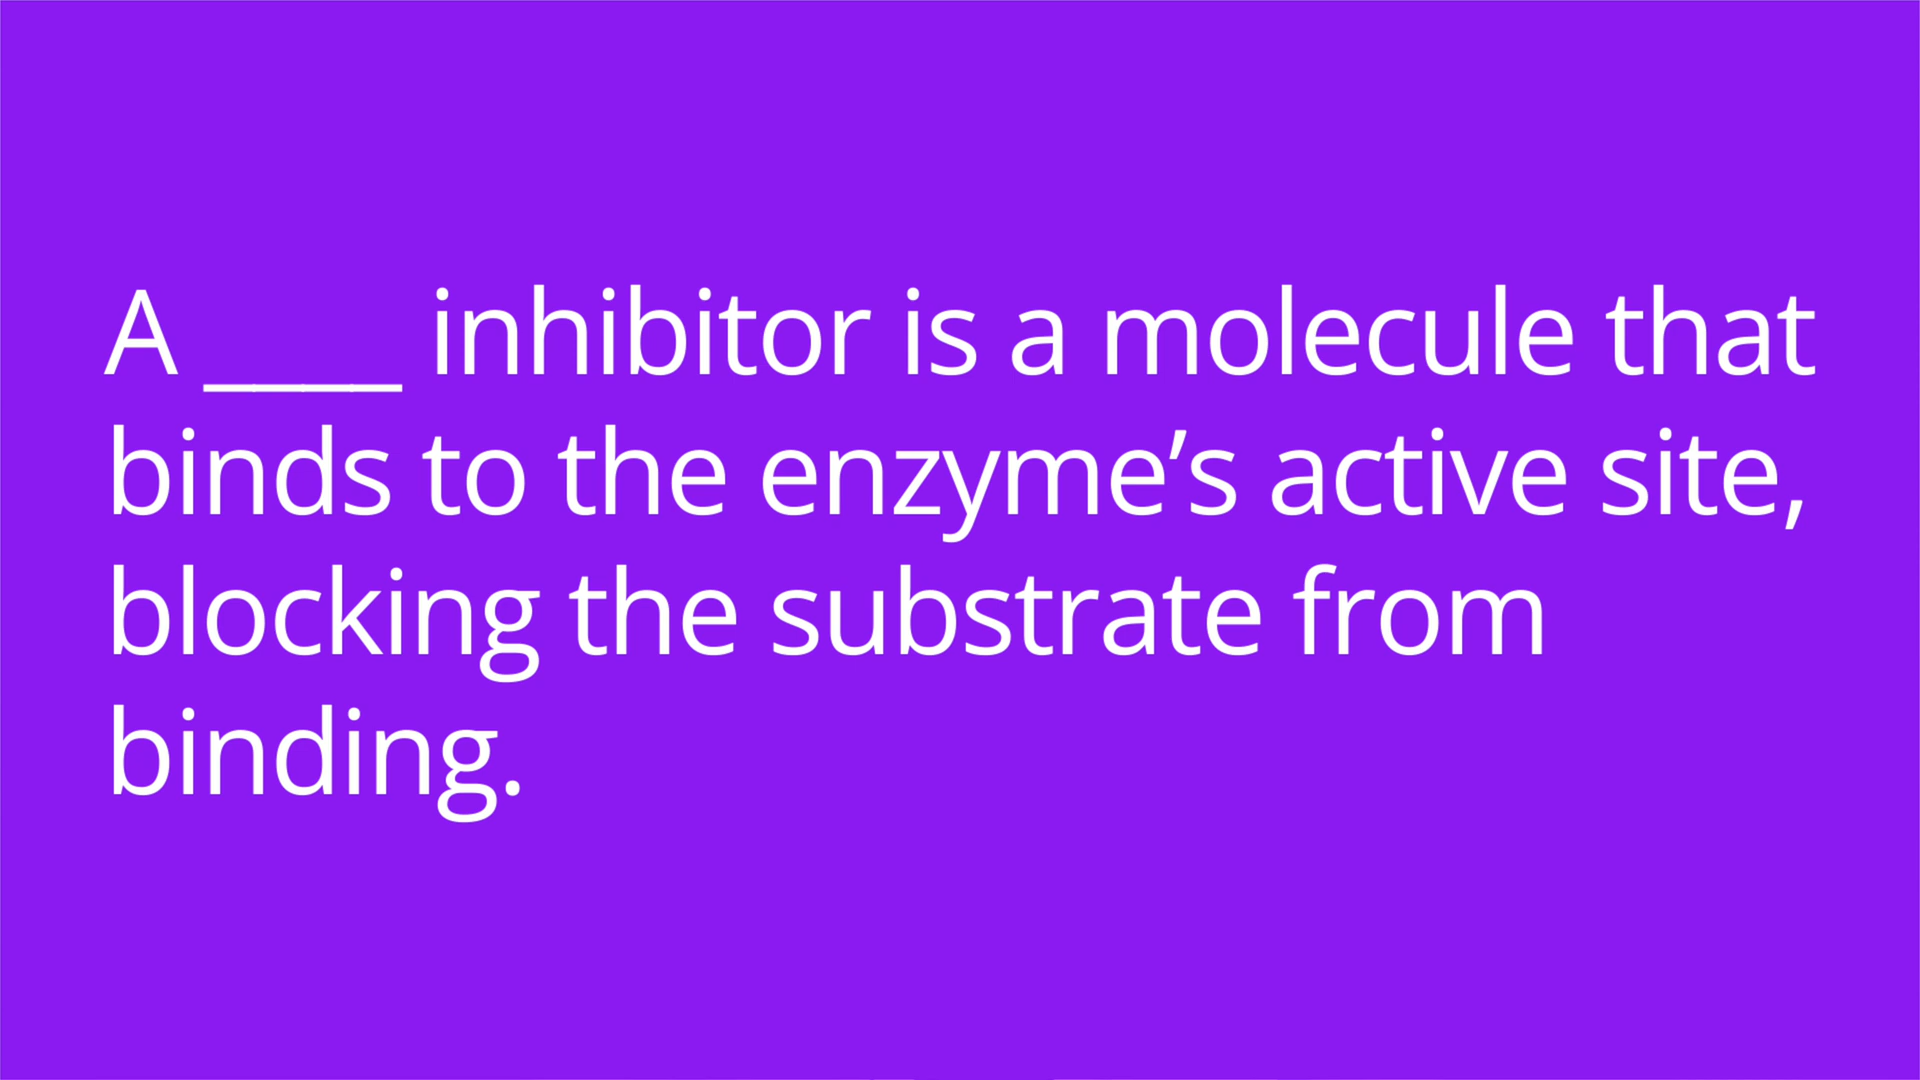 A ____ inhibitor is a molecule that
binds to the enzyme’s active site,
blocking the substrate from
binding.